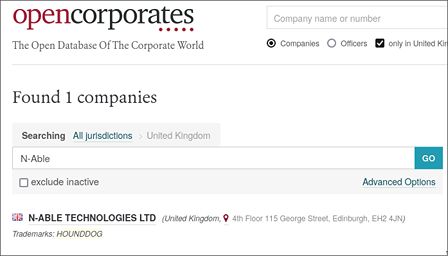 opencorporates
The Open Database Of The Corporate World
Company name or number
Companies Officers only in United Kin
Found 1 companies
Searching All jurisdictions > United Kingdom
N-Able GO
exclude inactive Advanced Options
N-ABLE TECHNOLOGIES LTD (United Kingdom, 4th Floor 115 George Street, Edinburgh, EH2 4JN)
Trademarks: HOUNDDOG